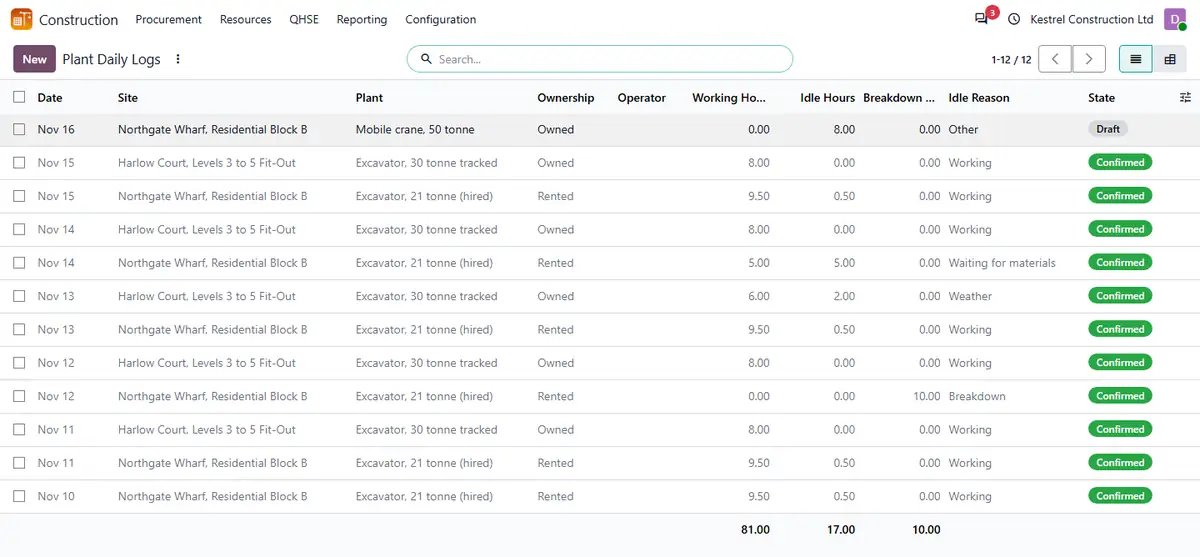 Construction Procurement Resources QHSE Reporting Configuration 3 Kestrel Construction Ltd D
New Plant Daily Logs Search... 1-12 / 12
Date Site Plant Ownership Operator Working Ho... Idle Hours Breakdown ... Idle Reason State
Nov 16 Northgate Wharf, Residential Block B Mobile crane, 50 tonne Owned 0.00 8.00 0.00 Other Draft
Nov 15 Harlow Court, Levels 3 to 5 Fit-Out Excavator, 30 tonne tracked Owned 8.00 0.00 0.00 Working Confirmed
Nov 15 Northgate Wharf, Residential Block B Excavator, 21 tonne (hired) Rented 9.50 0.50 0.00 Working Confirmed
Nov 14 Harlow Court, Levels 3 to 5 Fit-Out Excavator, 30 tonne tracked Owned 8.00 0.00 0.00 Working Confirmed
Nov 14 Northgate Wharf, Residential Block B Excavator, 21 tonne (hired) Rented 5.00 5.00 0.00 Waiting for materials Confirmed
Nov 13 Harlow Court, Levels 3 to 5 Fit-Out Excavator, 30 tonne tracked Owned 6.00 2.00 0.00 Weather Confirmed
Nov 13 Northgate Wharf, Residential Block B Excavator, 21 tonne (hired) Rented 9.50 0.50 0.00 Working Confirmed
Nov 12 Harlow Court, Levels 3 to 5 Fit-Out Excavator, 30 tonne tracked Owned 8.00 0.00 0.00 Working Confirmed
Nov 12 Northgate Wharf, Residential Block B Excavator, 21 tonne (hired) Rented 0.00 0.00 10.00 Breakdown Confirmed
Nov 11 Harlow Court, Levels 3 to 5 Fit-Out Excavator, 30 tonne tracked Owned 8.00 0.00 0.00 Working Confirmed
Nov 11 Northgate Wharf, Residential Block B Excavator, 21 tonne (hired) Rented 9.50 0.50 0.00 Working Confirmed
Nov 10 Northgate Wharf, Residential Block B Excavator, 21 tonne (hired) Rented 9.50 0.50 0.00 Working Confirmed
81.00 17.00 10.00